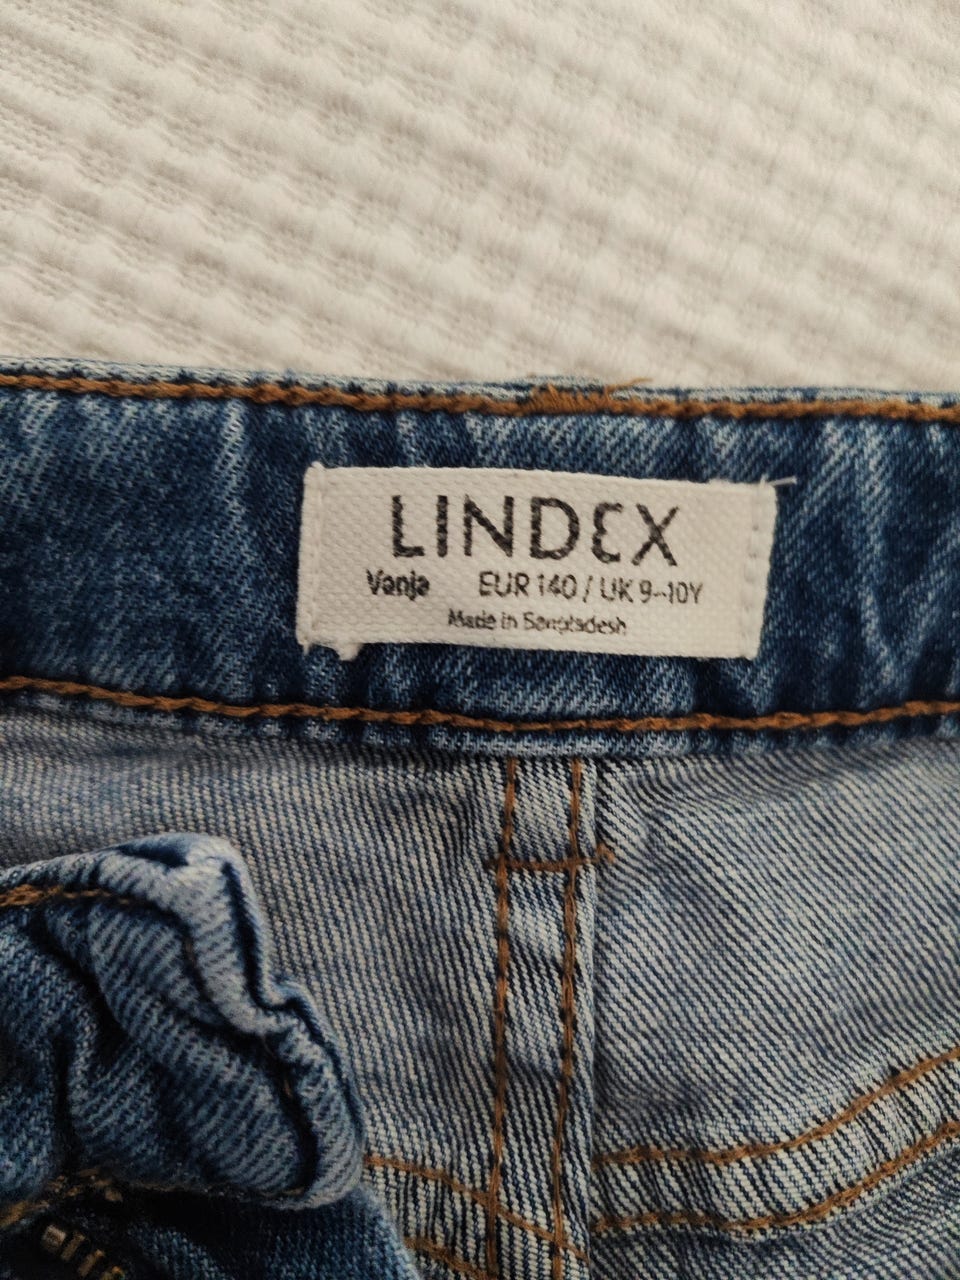 LINDEX
Vanja EUR 140 / UK 9-10Y
Made in Bangladesh